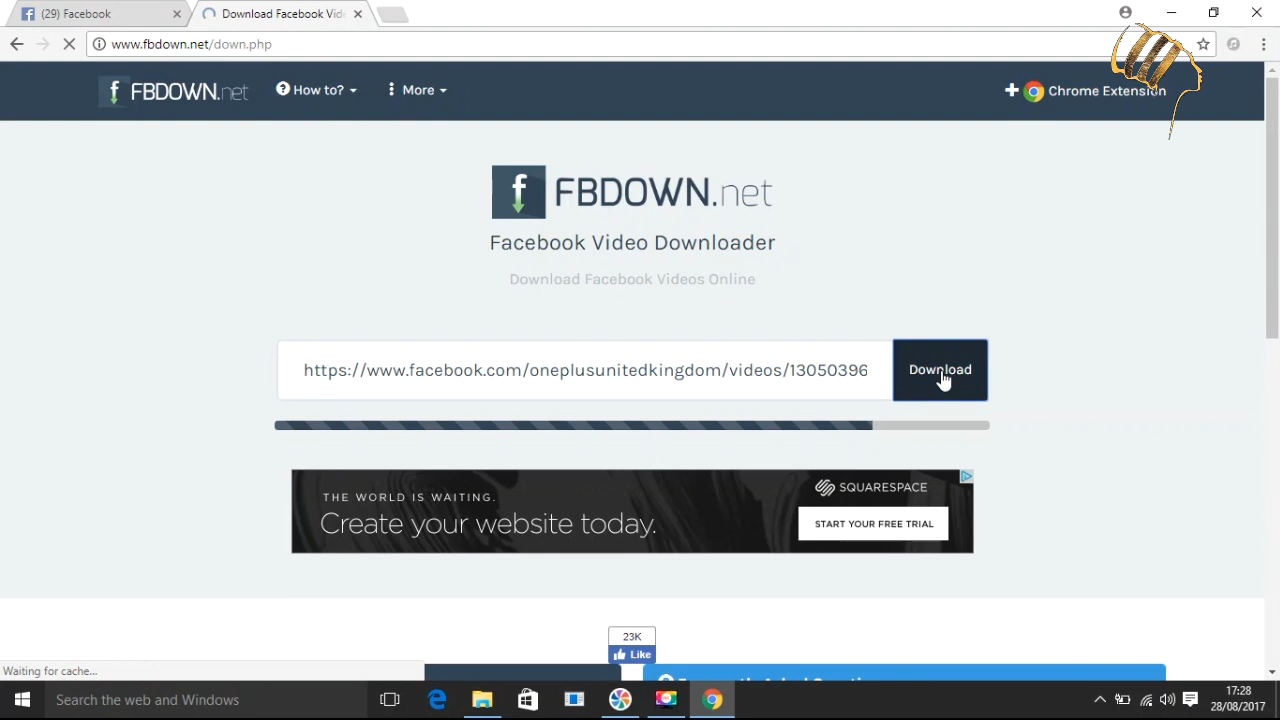 (29) Facebook
Download Facebook Vid
www.fbdown.net/down.php
FBDOWN.net
How to?
More
Chrome Extension
FBDOWN.net
Facebook Video Downloader
Download Facebook Videos Online
https://www.facebook.com/oneplusunitedkingdom/videos/13050396
Download
THE WORLD IS WAITING.
Create your website today.
SQUARESPACE
START YOUR FREE TRIAL
23K
Like
Waiting for cache...
Search the web and Windows
17:28
28/08/2017